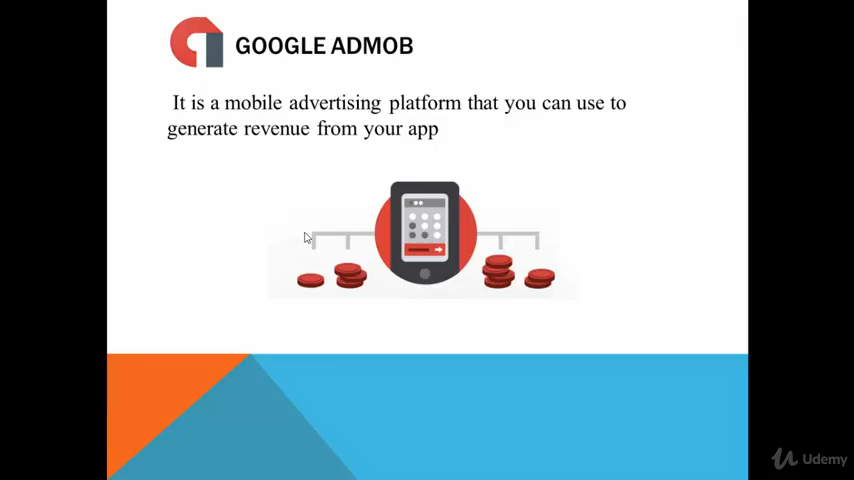 GOOGLE ADMOB
It is a mobile advertising platform that you can use to
generate revenue from your app
Udemy